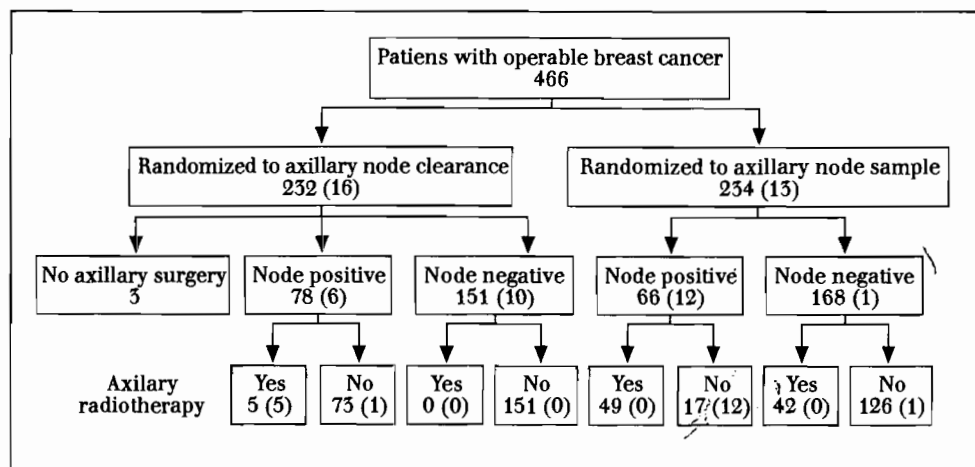 Patiens with operable breast cancer
466
Randomized to axillary node clearance
232 (16)
Randomized to axillary node sample
234 (13)
No axillary surgery
3
Node positive
78 (6)
Node negative
151 (10)
Node positive
66 (12)
Node negative
168 (1)
Axilary
radiotherapy
Yes
5 (5)
No
73 (1)
Yes
0 (0)
No
151 (0)
Yes
49 (0)
No
17 (12)
Yes
42 (0)
No
126 (1)